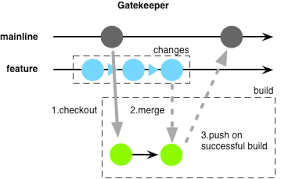 Gatekeeper
mainline
changes
feature
build
1.checkout
2.merge
3.push on
successful build